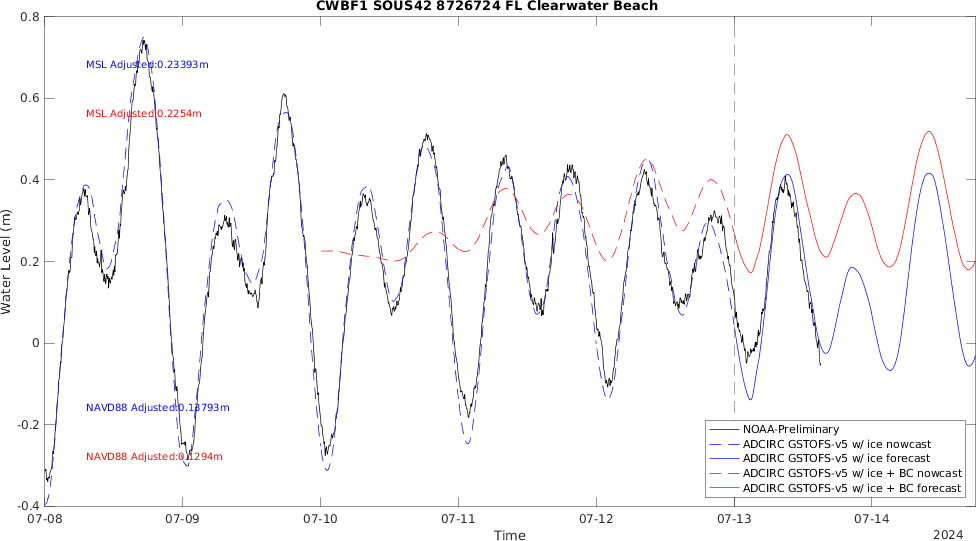 CWBF1 SOUS42 8726724 FL Clearwater Beach
0.8
0.6
0.4
0.2
0
-0.2
-0.4
Water Level (m)
MSL Adjusted:0.23393m
MSL Adjusted:0.2254m
NAVD88 Adjusted:0.13793m
NAVD88 Adjusted:0.1294m
NOAA-Preliminary
ADCIRC GSTOFS-v5 w/ ice nowcast
ADCIRC GSTOFS-v5 w/ ice forecast
ADCIRC GSTOFS-v5 w/ ice + BC nowcast
ADCIRC GSTOFS-v5 w/ ice + BC forecast
07-08 07-09 07-10 07-11 07-12 07-13 07-14
Time
2024